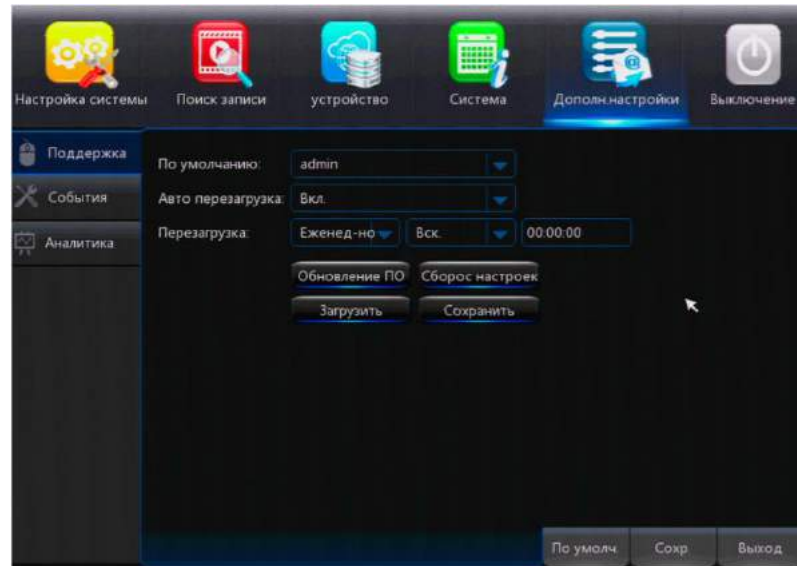 Настройка системы Поиск записи устройство Система Дополн.настройки Выключение
Поддержка
События
Аналитика
По умолчанию: admin
Авто перезагрузка: Вкл.
Перезагрузка: Еженед-но Вск. 00:00:00
Обновление ПО Сборос настроек
Загрузить Сохранить
По умолч. Сохр. Выход